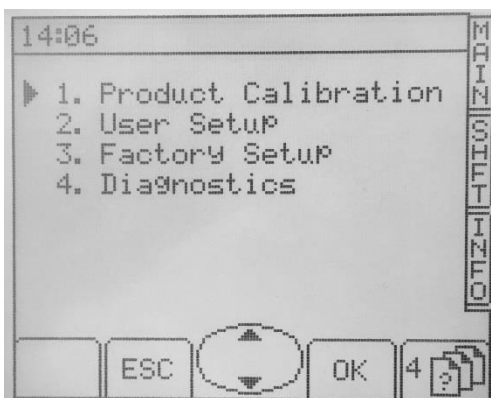 14:06
1. Product Calibration
2. User Setup
3. Factory Setup
4. Diagnostics
MAIN
SHFT
INFO
ESC
OK
4 ?